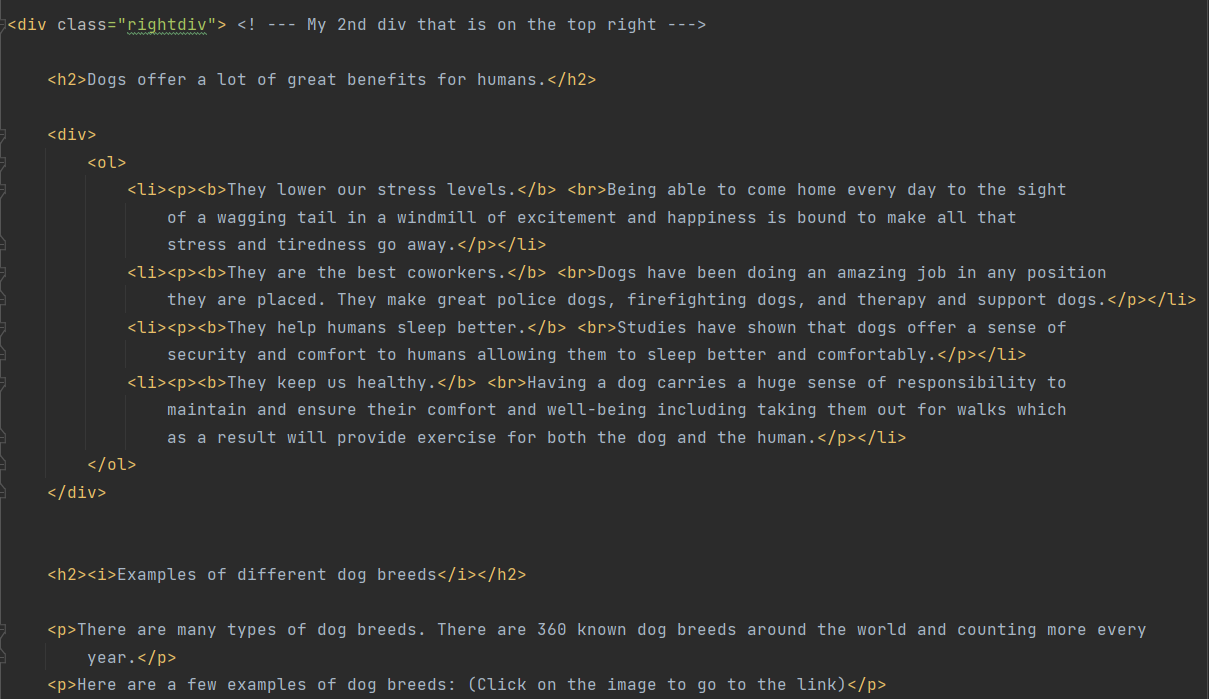 <div class="rightdiv"> <! --- My 2nd div that is on the top right --->
<h2>Dogs offer a lot of great benefits for humans.</h2>
<div>
<ol>
<li><p><b>They lower our stress levels.</b> <br>Being able to come home every day to the sight
of a wagging tail in a windmill of excitement and happiness is bound to make all that
stress and tiredness go away.</p></li>
<li><p><b>They are the best coworkers.</b> <br>Dogs have been doing an amazing job in any position
they are placed. They make great police dogs, firefighting dogs, and therapy and support dogs.</p></li>
<li><p><b>They help humans sleep better.</b> <br>Studies have shown that dogs offer a sense of
security and comfort to humans allowing them to sleep better and comfortably.</p></li>
<li><p><b>They keep us healthy.</b> <br>Having a dog carries a huge sense of responsibility to
maintain and ensure their comfort and well-being including taking them out for walks which
as a result will provide exercise for both the dog and the human.</p></li>
</ol>
</div>
<h2><i>Examples of different dog breeds</i></h2>
<p>There are many types of dog breeds. There are 360 known dog breeds around the world and counting more every
year.</p>
<p>Here are a few examples of dog breeds: (Click on the image to go to the link)</p>